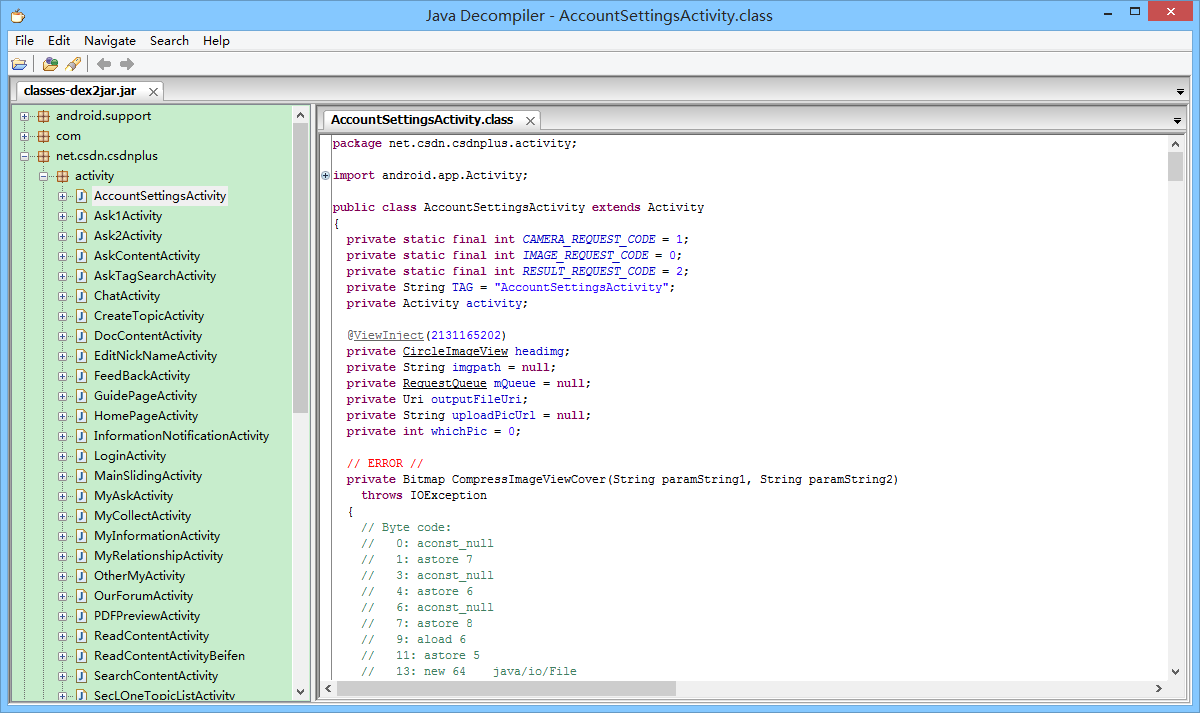 Java Decompiler - AccountSettingsActivity.class
File Edit Navigate Search Help
classes-dex2jar.jar
android.support
com
net.csdn.csdnplus
activity
AccountSettingsActivity
Ask1Activity
Ask2Activity
AskContentActivity
AskTagSearchActivity
ChatActivity
CreateTopicActivity
DocContentActivity
EditNickNameActivity
FeedBackActivity
GuidePageActivity
HomePageActivity
InformationNotificationActivity
LoginActivity
MainSlidingActivity
MyAskActivity
MyCollectActivity
MyInformationActivity
MyRelationshipActivity
OtherMyActivity
OurForumActivity
PDFPreviewActivity
ReadContentActivity
ReadContentActivityBeifen
SearchContentActivity
SecLOneTopicListActivity
AccountSettingsActivity.class
package net.csdn.csdnplus.activity;
import android.app.Activity;
public class AccountSettingsActivity extends Activity
{
private static final int CAMERA_REQUEST_CODE = 1;
private static final int IMAGE_REQUEST_CODE = 0;
private static final int RESULT_REQUEST_CODE = 2;
private String TAG = "AccountSettingsActivity";
private Activity activity;
@ViewInject(2131165202)
private CircleImageView headimg;
private String imgpath = null;
private RequestQueue mQueue = null;
private Uri outputFileUri;
private String uploadPicUrl = null;
private int whichPic = 0;
// ERROR //
private Bitmap CompressImageViewCover(String paramString1, String paramString2)
throws IOException
{
// Byte code:
// 0: aconst_null
// 1: astore 7
// 3: aconst_null
// 4: astore 6
// 6: aconst_null
// 7: astore 8
// 9: aload 6
// 11: astore 5
// 13: new 64 java/io/File